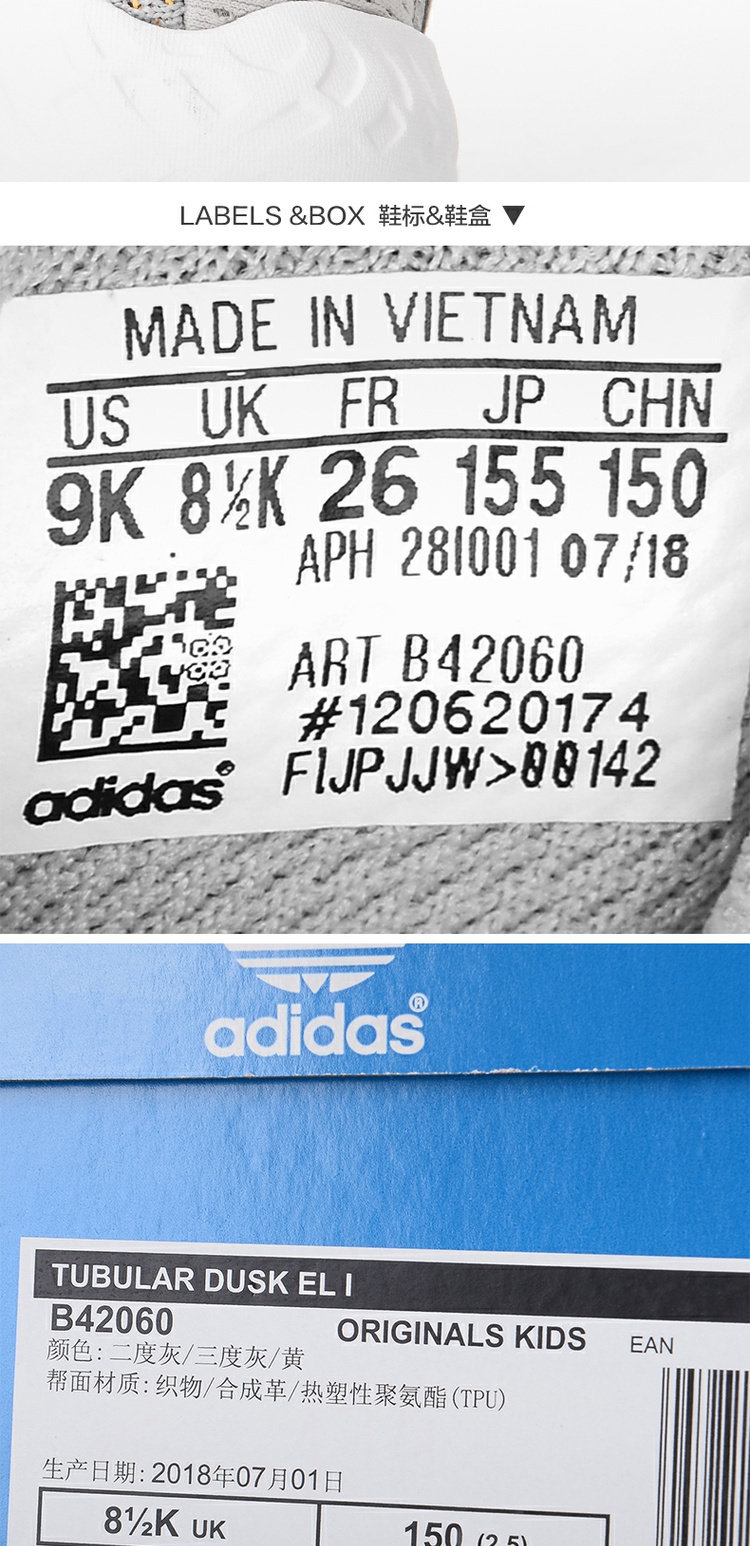 LABELS &BOX 鞋标&鞋盒 ▼
MADE IN VIETNAM
US UK FR JP CHN
9K 8½K 26 155 150
APH 28I001 07/18
ART B42060
#120620174
FIJPJJW>00142
adidas
adidas®
TUBULAR DUSK EL I
B42060
ORIGINALS KIDS EAN
颜色:二度灰/三度灰/黄
帮面材质:织物/合成革/热塑性聚氨酯(TPU)
生产日期:2018年07月01日
8½K UK 150 (2.5)